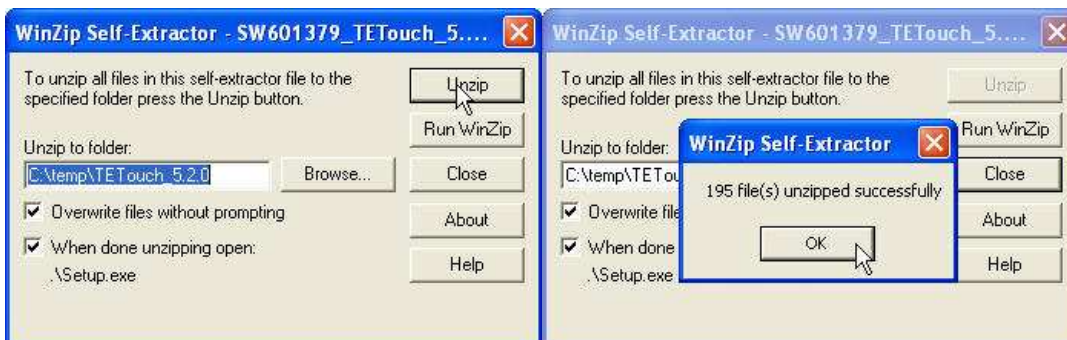 WinZip Self-Extractor - SW601379_TETouch_5....
To unzip all files in this self-extractor file to the
specified folder press the Unzip button.
Unzip to folder:
C:\temp\TETouch_5.2.0
Browse...
Overwrite files without prompting
When done unzipping open:
.\Setup.exe
Unzip
Run WinZip
Close
About
Help
WinZip Self-Extractor - SW601379_TETouch_5....
To unzip all files in this self-extractor file to the
specified folder press the Unzip button.
Unzip to folder:
C:\temp\TETou
Overwrite file
When done
.\Setup.exe
Unzip
Run WinZip
Close
About
Help
WinZip Self-Extractor
195 file(s) unzipped successfully
OK